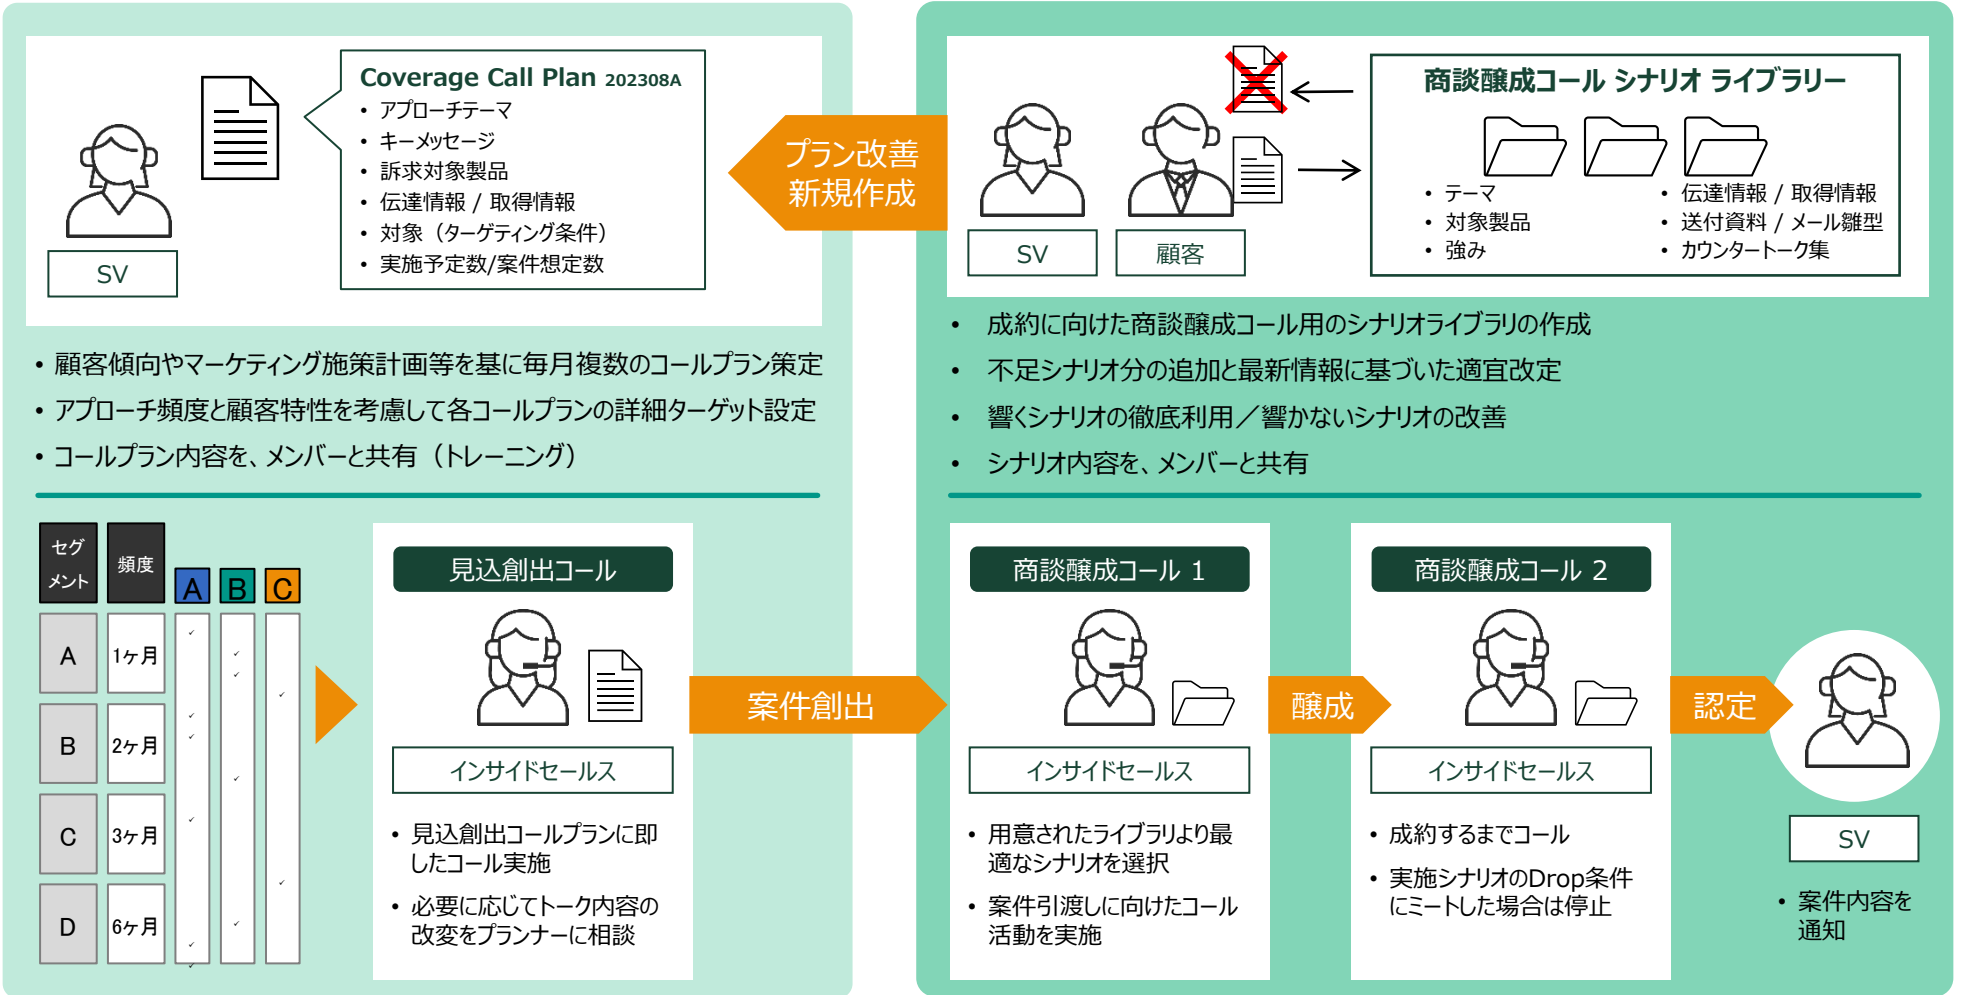 Coverage Call Plan 202308A
• アプローチテーマ
• キーメッセージ
• 訴求対象製品
• 伝達情報 / 取得情報
• 対象（ターゲティング条件）
• 実施予定数/案件想定数
SV
• 顧客傾向やマーケティング施策計画等を基に毎月複数のコールプラン策定
• アプローチ頻度と顧客特性を考慮して各コールプランの詳細ターゲット設定
• コールプラン内容を、メンバーと共有（トレーニング）
プラン改善
新規作成
SV
顧客
商談醸成コール シナリオ ライブラリー
• テーマ
• 対象製品
• 強み
• 伝達情報 / 取得情報
• 送付資料 / メール雛型
• カウンタートーク集
• 成約に向けた商談醸成コール用のシナリオライブラリの作成
• 不足シナリオ分の追加と最新情報に基づいた適宜改定
• 響くシナリオの徹底利用／響かないシナリオの改善
• シナリオ内容を、メンバーと共有
セグ
メント
頻度
A B C
A 1ヶ月
B 2ヶ月
C 3ヶ月
D 6ヶ月
見込創出コール
インサイドセールス
• 見込創出コールプランに即
したコール実施
• 必要に応じてトーク内容の
改変をプランナーに相談
案件創出
商談醸成コール 1
インサイドセールス
• 用意されたライブラリより最
適なシナリオを選択
• 案件引渡しに向けたコール
活動を実施
醸成
商談醸成コール 2
インサイドセールス
• 成約するまでコール
• 実施シナリオのDrop条件
にミートした場合は停止
認定
SV
• 案件内容を
通知